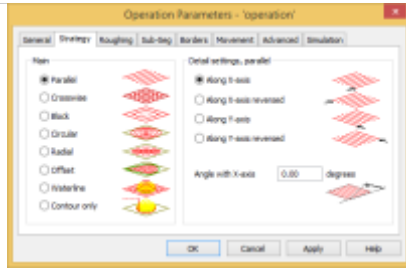 Operation Parameters - 'operation'
General Strategy Roughing Sub-Seg Borders Movement Advanced Simulation
Main
Parallel
Crosswise
Block
Circular
Radial
Offset
Waterline
Contour only
Detail settings, parallel
Along X-axis
Along X-axis reversed
Along Y-axis
Along Y-axis reversed
Angle with X-axis 0.00 degrees
OK Cancel Apply Help